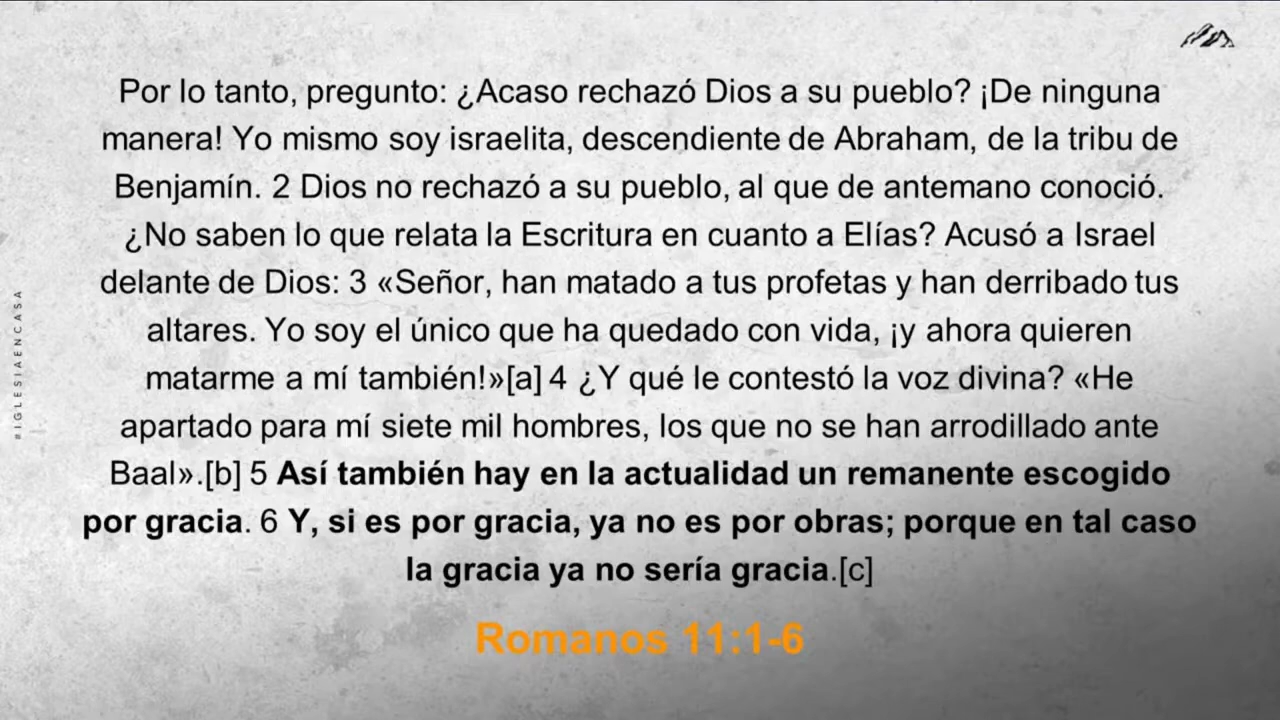 Por lo tanto, pregunto: ¿Acaso rechazó Dios a su pueblo? ¡De ninguna
manera! Yo mismo soy israelita, descendiente de Abraham, de la tribu de
Benjamín. 2 Dios no rechazó a su pueblo, al que de antemano conoció.
¿No saben lo que relata la Escritura en cuanto a Elías? Acusó a Israel
delante de Dios: 3 «Señor, han matado a tus profetas y han derribado tus
altares. Yo soy el único que ha quedado con vida, ¡y ahora quieren
matarme a mí también!»[a] 4 ¿Y qué le contestó la voz divina? «He
apartado para mí siete mil hombres, los que no se han arrodillado ante
Baal».[b] 5 Así también hay en la actualidad un remanente escogido
por gracia. 6 Y, si es por gracia, ya no es por obras; porque en tal caso
la gracia ya no sería gracia.[c]
Romanos 11:1-6
#IGLESIAENCASA